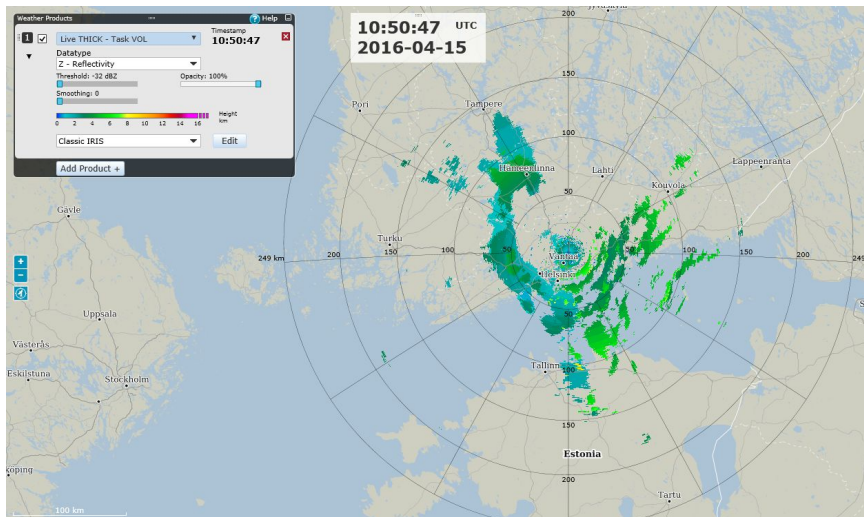 Weather Products
Help
1
Live THICK - Task VOL
Timestamp
10:50:47
Datatype
Z - Reflectivity
Threshold: -32 dBZ
Opacity: 100%
Smoothing: 0
0 2 4 6 8 10 12 14 16
Height
km
Classic IRIS
Edit
Add Product +
10:50:47 UTC
2016-04-15
200
150
100
50
Pori
Tampere
Hämeenlinna
Lahti
Kouvola
Lappeenranta
Gävle
Turku
249 km
200
150
100
50
50
100
150
200
249
Vantaa
Helsinki
+
−
Uppsala
Västerås
Eskilstuna
Stockholm
50
Tallinn
100
150
Estonia
200
Tartu
köping
100 km